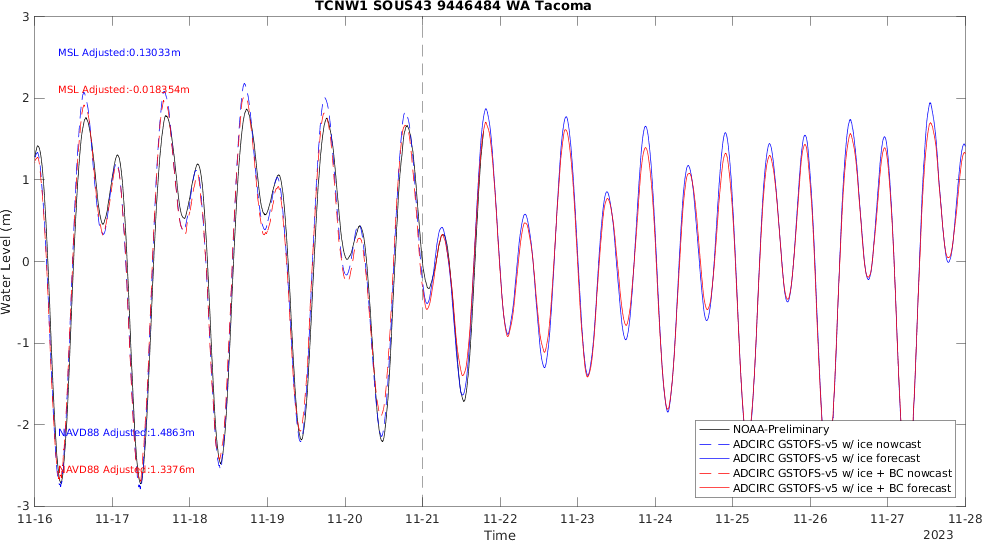 TCNW1 SOUS43 9446484 WA Tacoma
MSL Adjusted:0.13033m
MSL Adjusted:-0.018354m
NAVD88 Adjusted:1.4863m
NAVD88 Adjusted:1.3376m
Water Level (m)
3
2
1
0
-1
-2
-3
NOAA-Preliminary
ADCIRC GSTOFS-v5 w/ ice nowcast
ADCIRC GSTOFS-v5 w/ ice forecast
ADCIRC GSTOFS-v5 w/ ice + BC nowcast
ADCIRC GSTOFS-v5 w/ ice + BC forecast
11-16 11-17 11-18 11-19 11-20 11-21 11-22 11-23 11-24 11-25 11-26 11-27 11-28
Time
2023